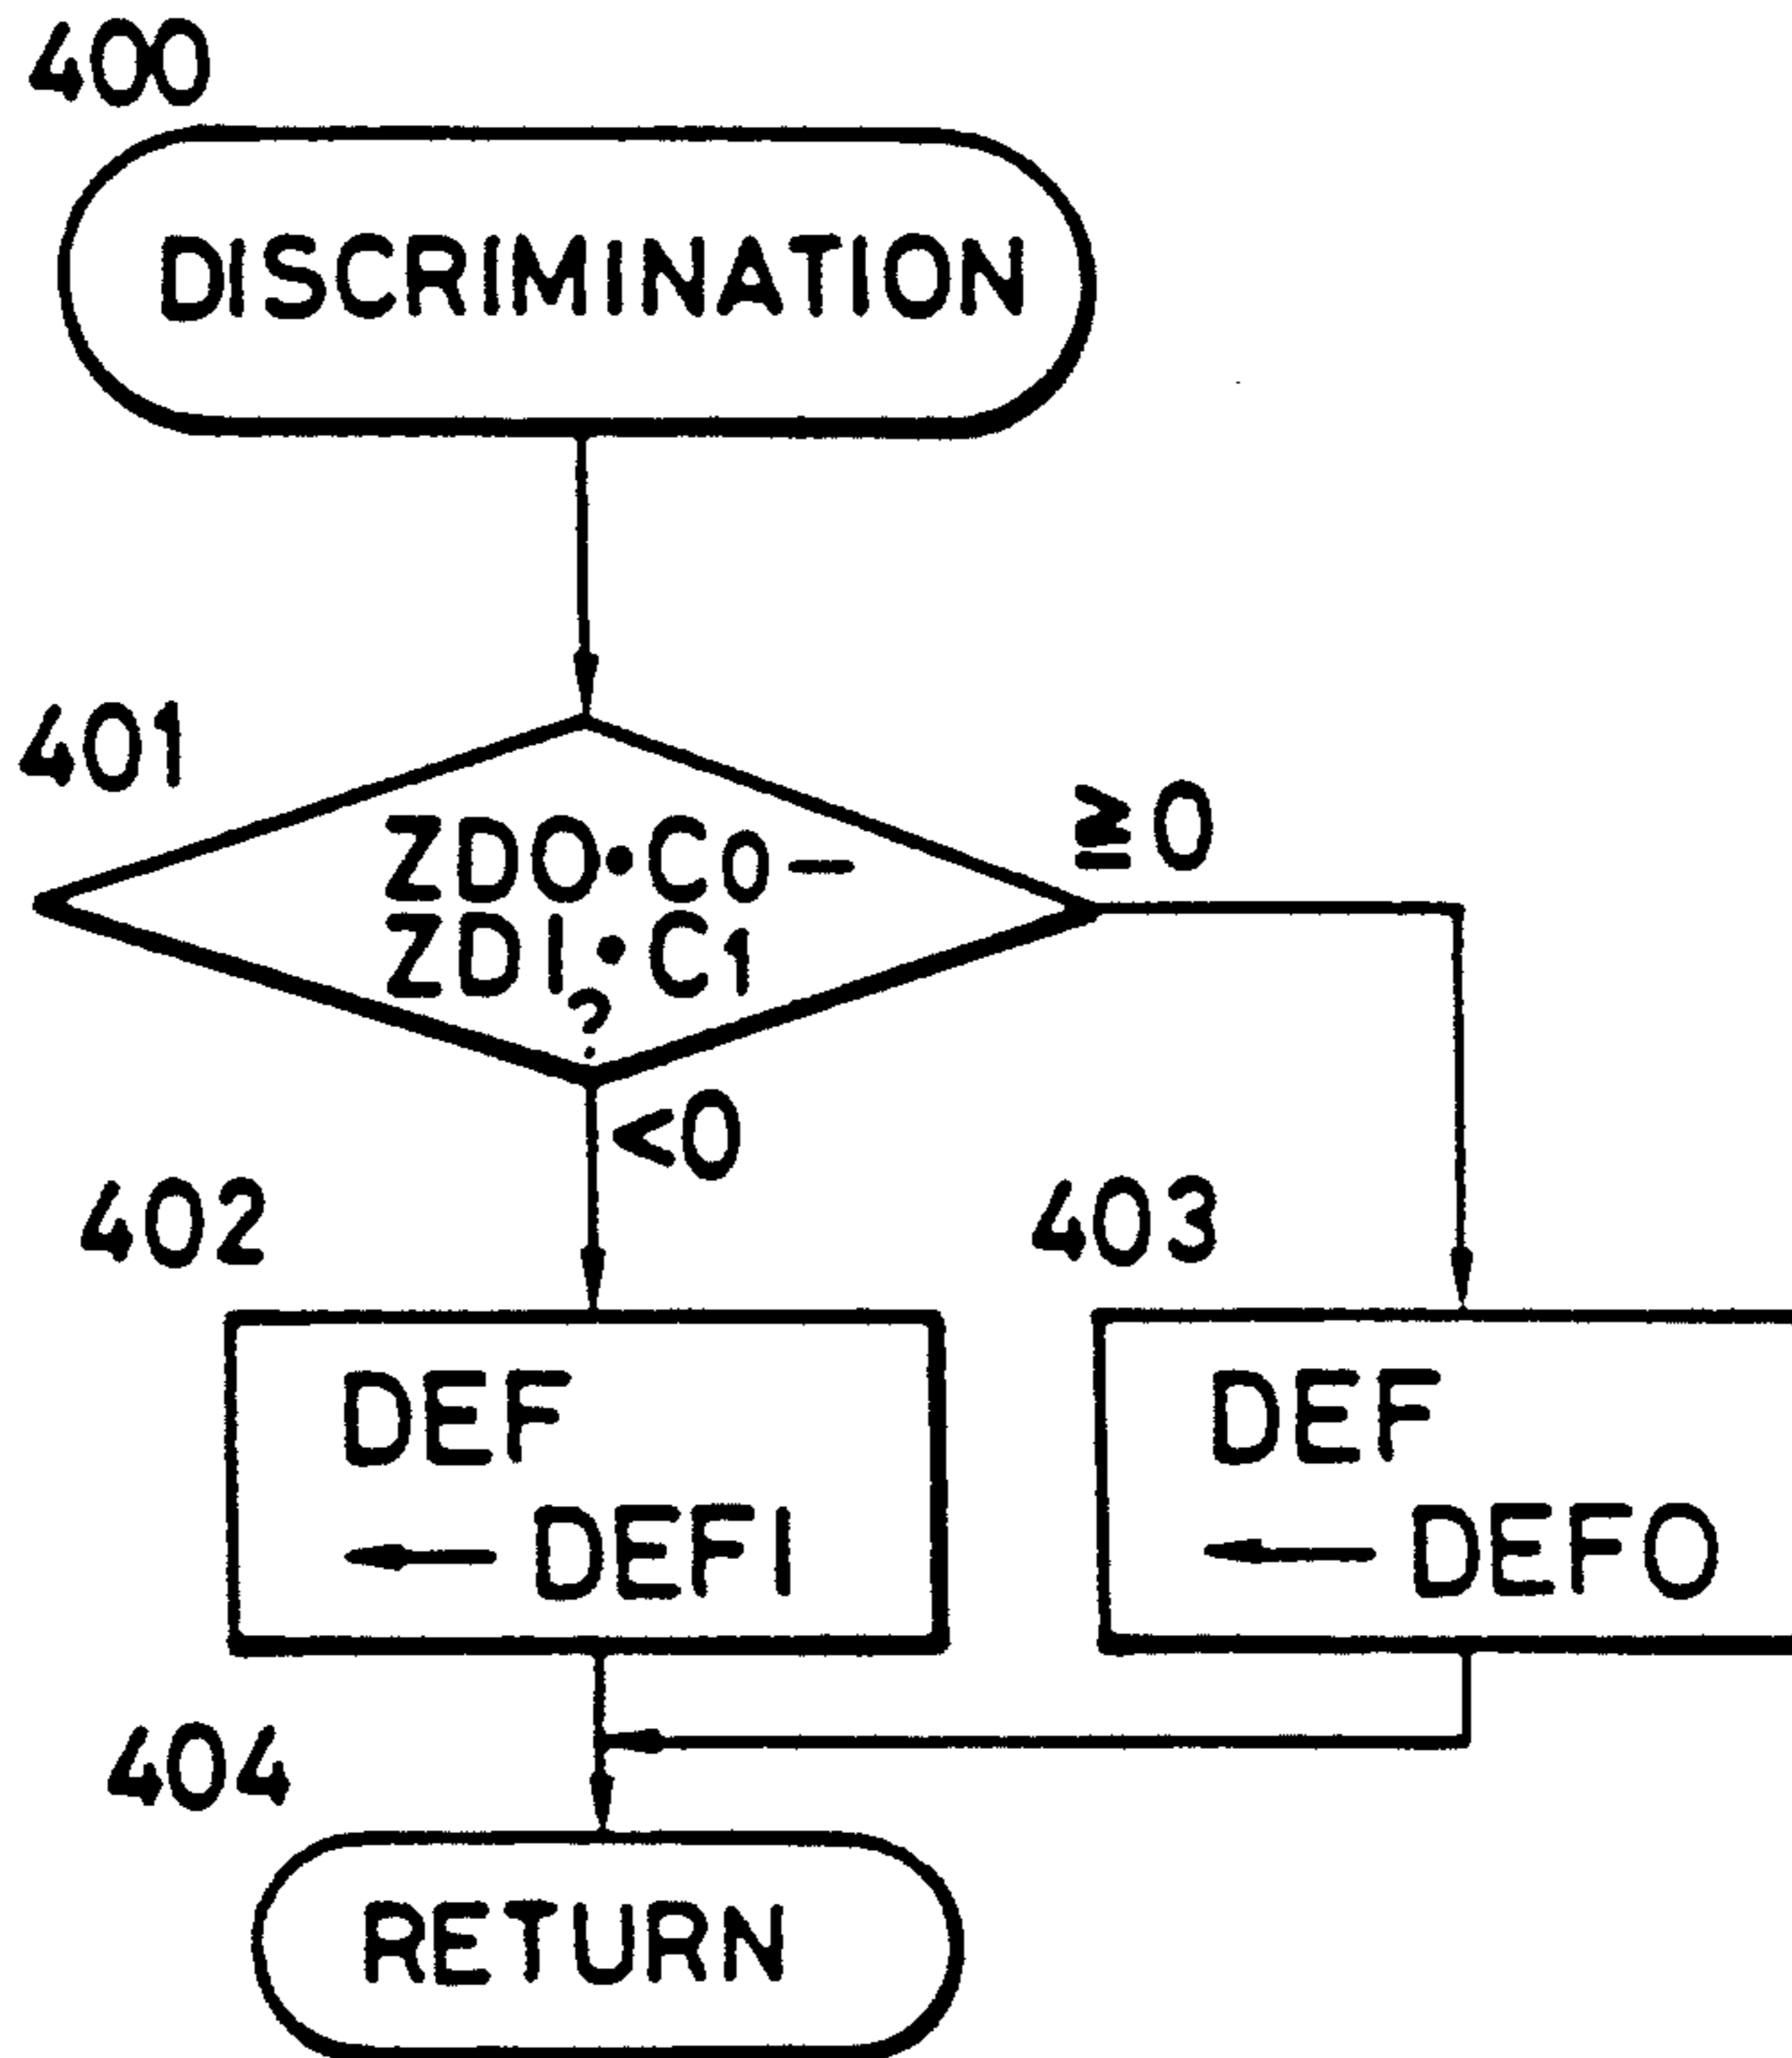 400
DISCRIMINATION
401
ZDO•C0-
ZDI•C1
?
≧0
<0
402
403
DEF
← DEFI
DEF
← DEFO
404
RETURN